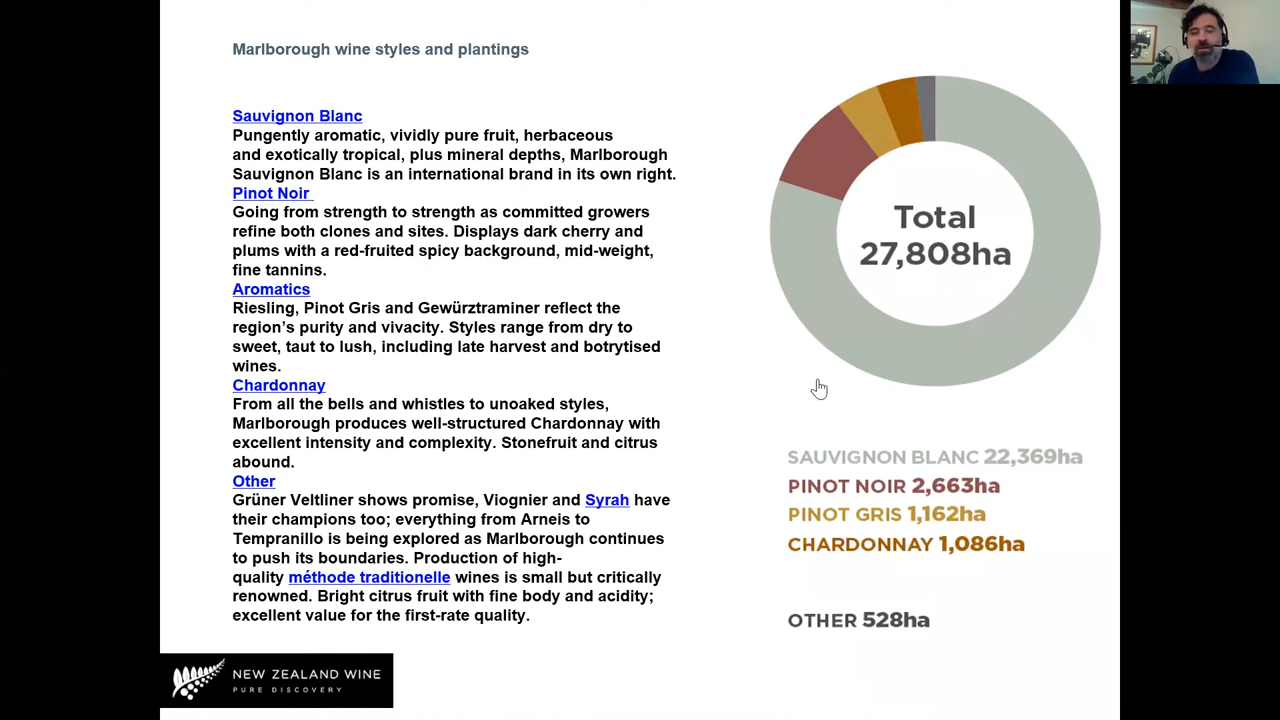 Marlborough wine styles and plantings
Sauvignon Blanc
Pungently aromatic, vividly pure fruit, herbaceous
and exotically tropical, plus mineral depths, Marlborough
Sauvignon Blanc is an international brand in its own right.
Pinot Noir
Going from strength to strength as committed growers
refine both clones and sites. Displays dark cherry and
plums with a red-fruited spicy background, mid-weight,
fine tannins.
Aromatics
Riesling, Pinot Gris and Gewürztraminer reflect the
region's purity and vivacity. Styles range from dry to
sweet, taut to lush, including late harvest and botrytised
wines.
Chardonnay
From all the bells and whistles to unoaked styles,
Marlborough produces well-structured Chardonnay with
excellent intensity and complexity. Stonefruit and citrus
abound.
Other
Grüner Veltliner shows promise, Viognier and Syrah have
their champions too; everything from Arneis to
Tempranillo is being explored as Marlborough continues
to push its boundaries. Production of high-
quality méthode traditionelle wines is small but critically
renowned. Bright citrus fruit with fine body and acidity;
excellent value for the first-rate quality.
Total
27,808ha
SAUVIGNON BLANC 22,369ha
PINOT NOIR 2,663ha
PINOT GRIS 1,162ha
CHARDONNAY 1,086ha
OTHER 528ha
NEW ZEALAND WINE
PURE DISCOVERY